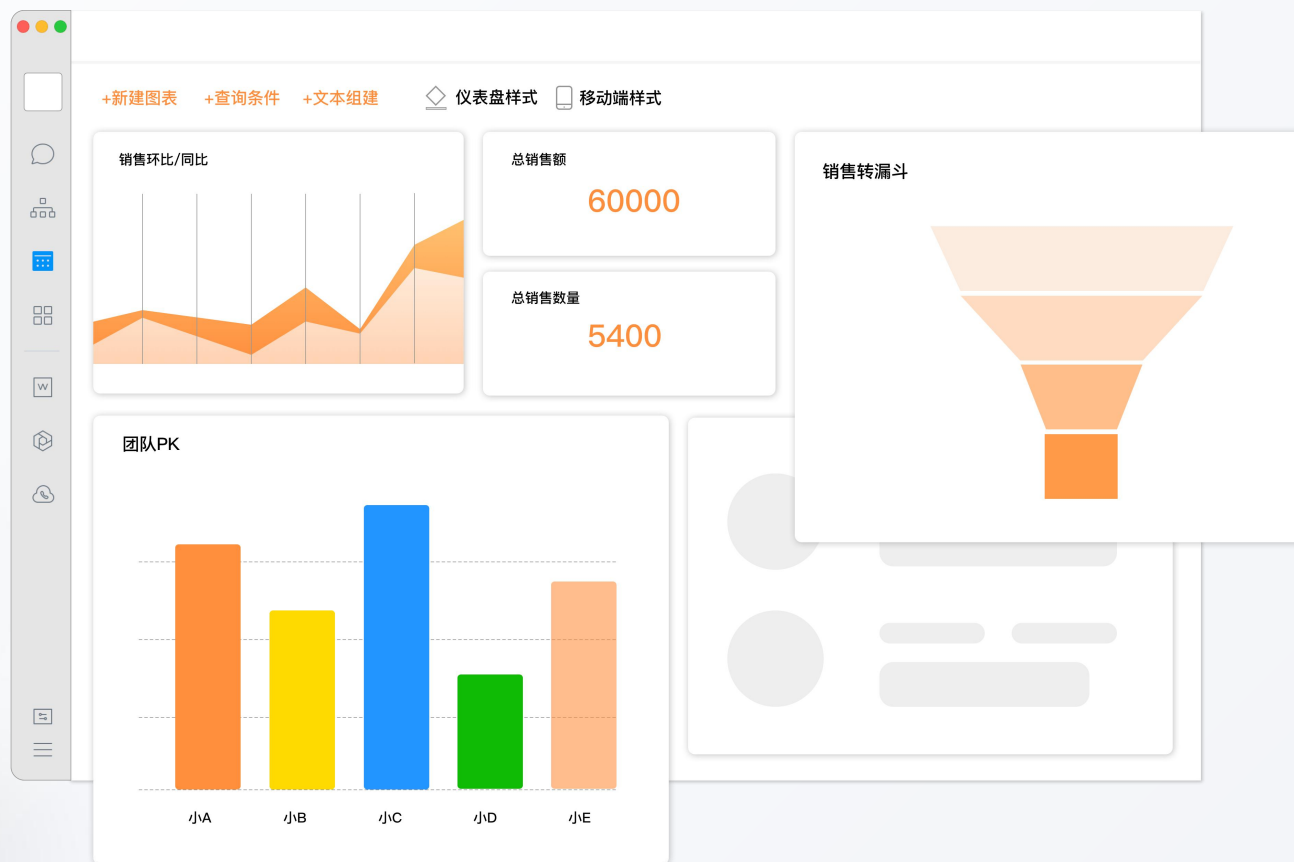 +新建图表
+查询条件
+文本组建
仪表盘样式
移动端样式
销售环比/同比
总销售额
60000
总销售数量
5400
销售转漏斗
团队PK
小A
小B
小C
小D
小E
W